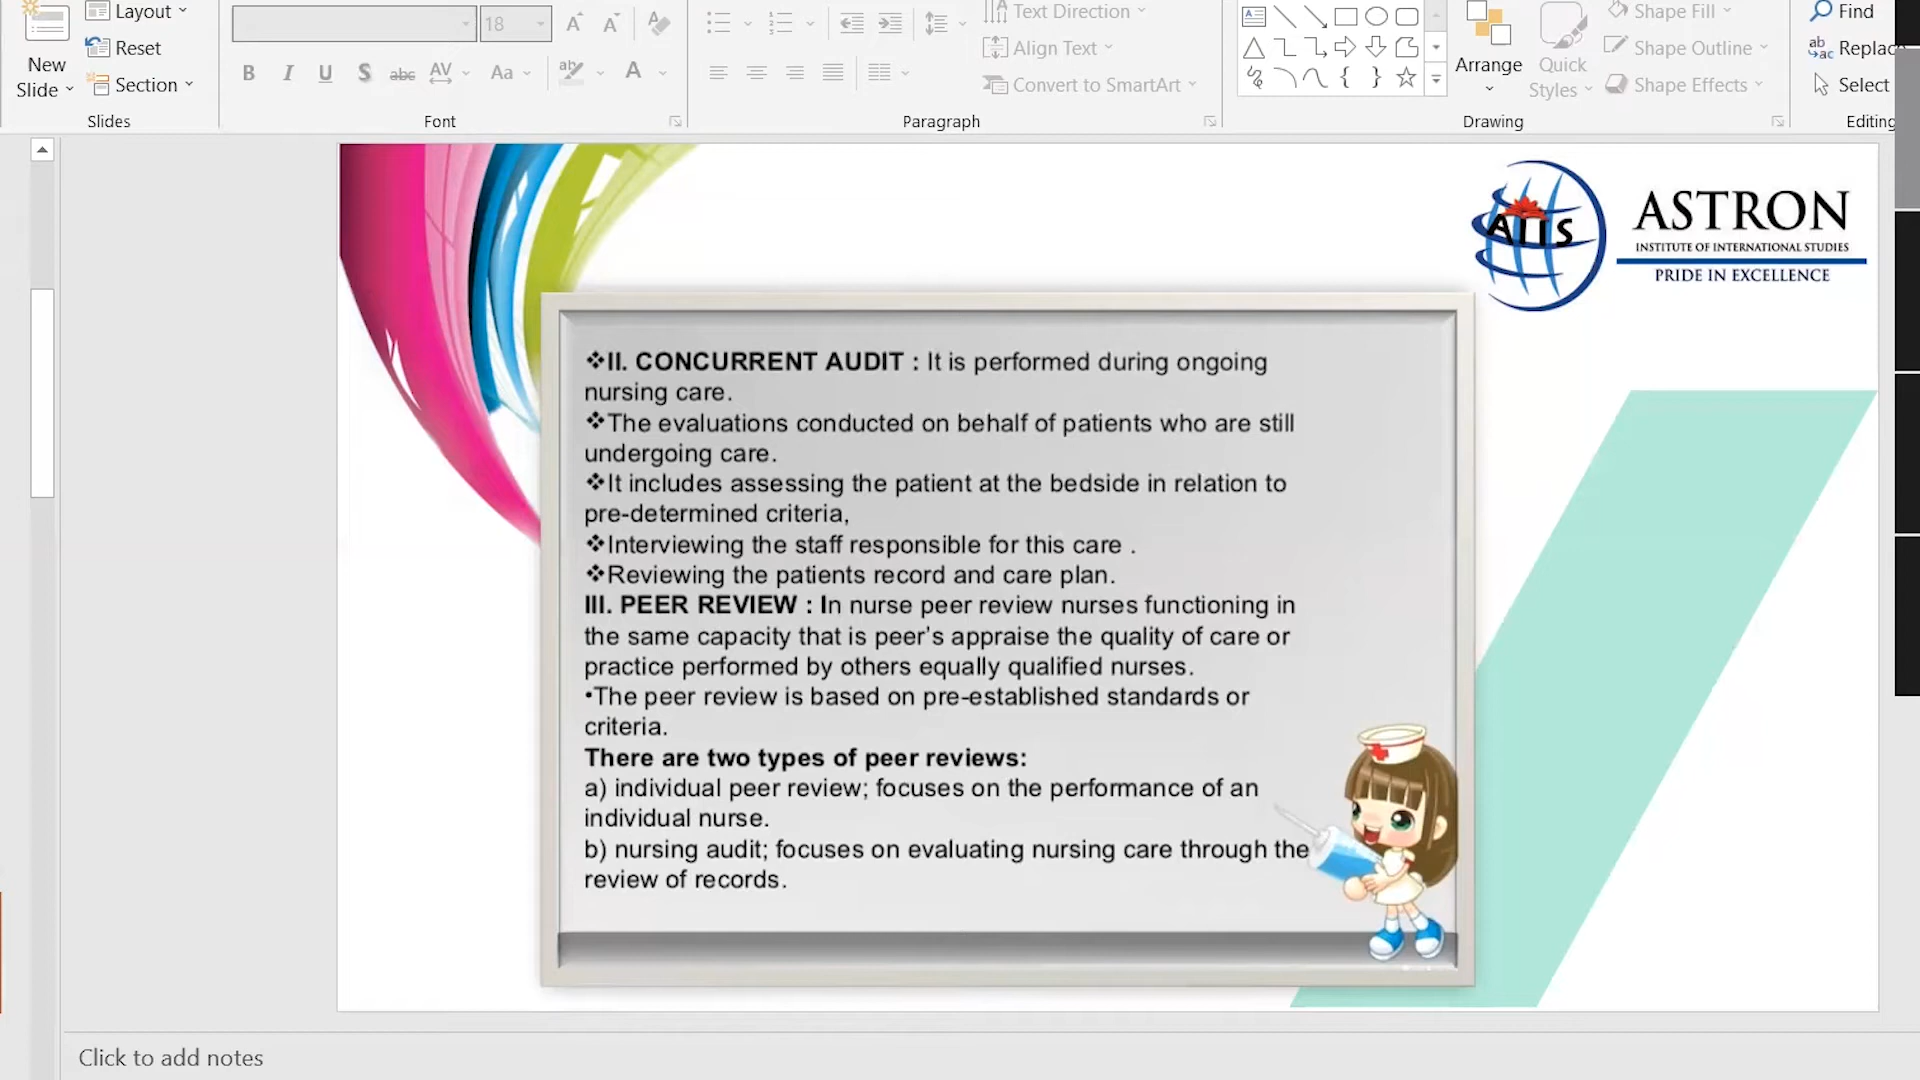 Layout
18
Text Direction
Shape Fill
Find
Reset
Align Text
Shape Outline
Replac
New
Slide
Section
B I U S abc AV Aa A
Convert to SmartArt
Arrange
Quick
Styles
Shape Effects
Select
Slides
Font
Paragraph
Drawing
Editing
AIIS
ASTRON
INSTITUTE OF INTERNATIONAL STUDIES
PRIDE IN EXCELLENCE
❖II. CONCURRENT AUDIT : It is performed during ongoing
nursing care.
❖The evaluations conducted on behalf of patients who are still
undergoing care.
❖It includes assessing the patient at the bedside in relation to
pre-determined criteria,
❖Interviewing the staff responsible for this care .
❖Reviewing the patients record and care plan.
III. PEER REVIEW : In nurse peer review nurses functioning in
the same capacity that is peer’s appraise the quality of care or
practice performed by others equally qualified nurses.
•The peer review is based on pre-established standards or
criteria.
There are two types of peer reviews:
a) individual peer review; focuses on the performance of an
individual nurse.
b) nursing audit; focuses on evaluating nursing care through the
review of records.
Click to add notes